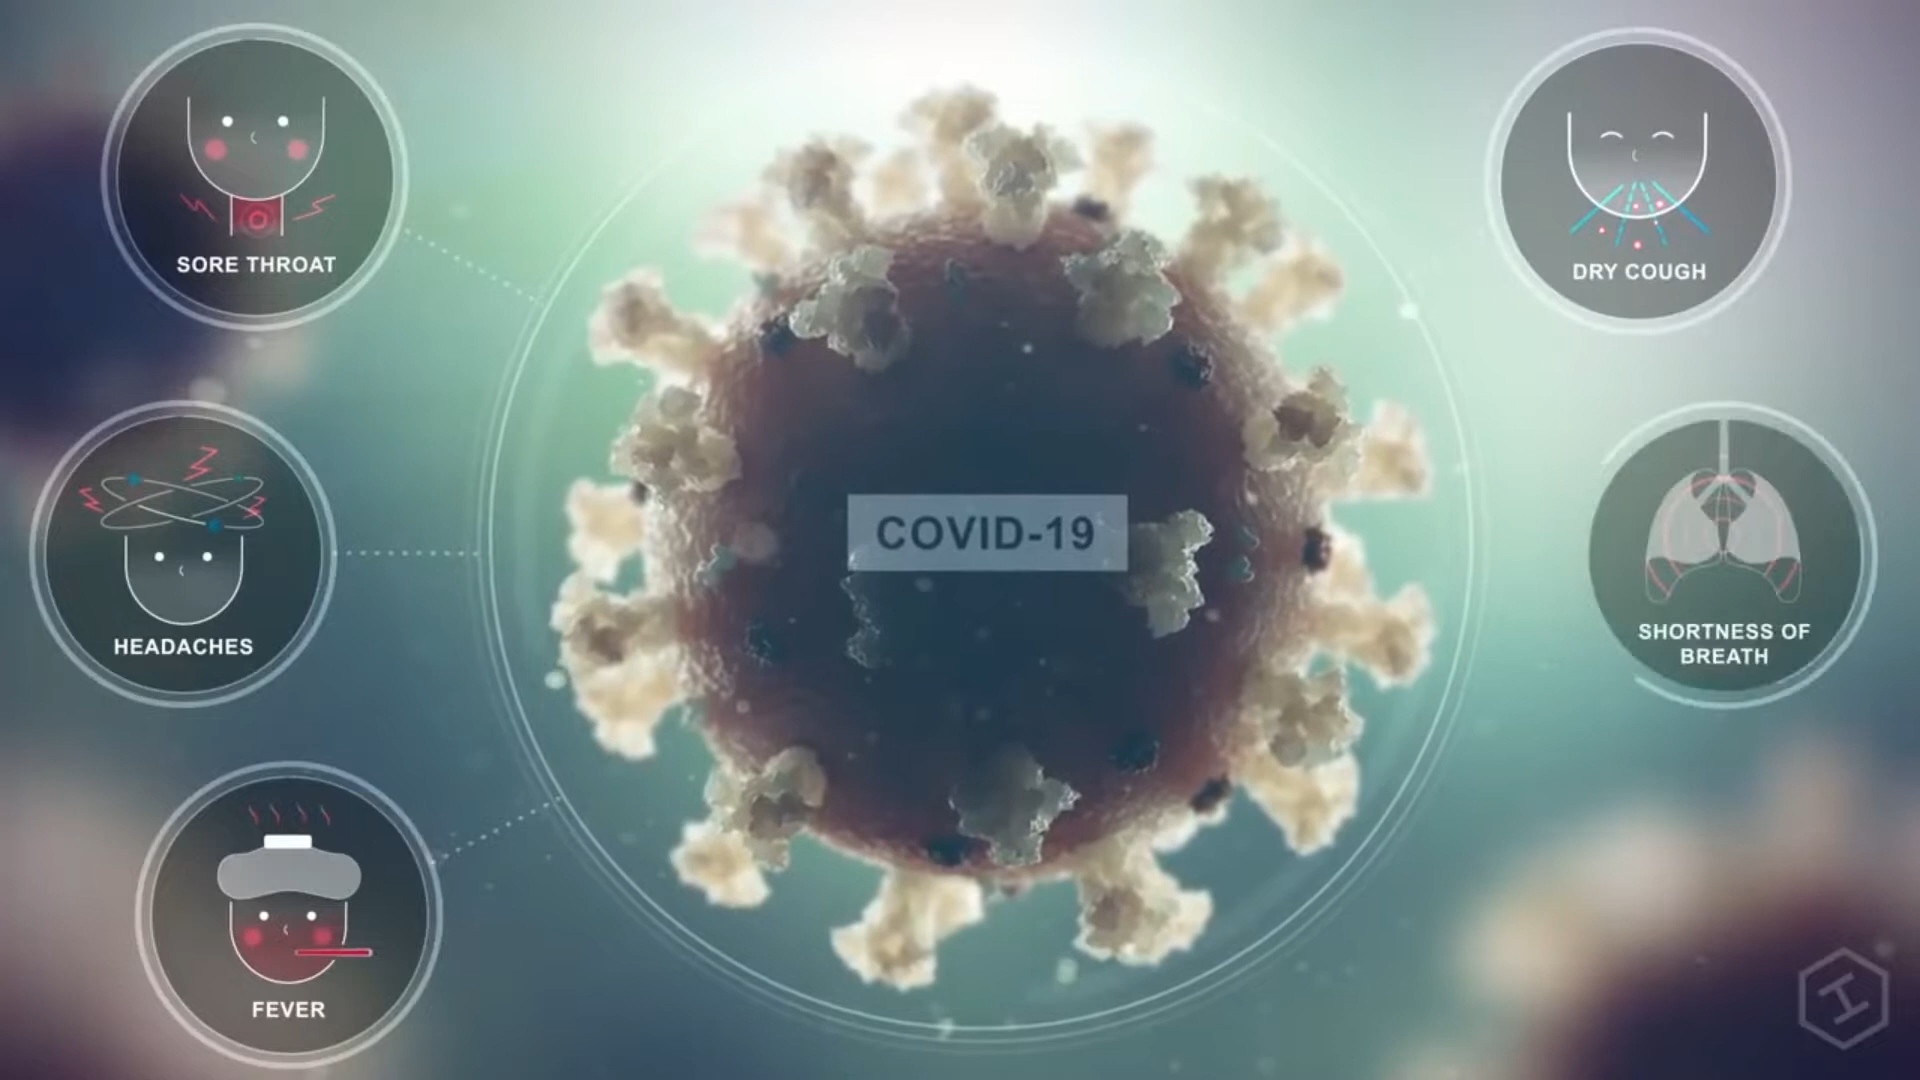 SORE THROAT
DRY COUGH
COVID-19
HEADACHES
SHORTNESS OF
BREATH
FEVER